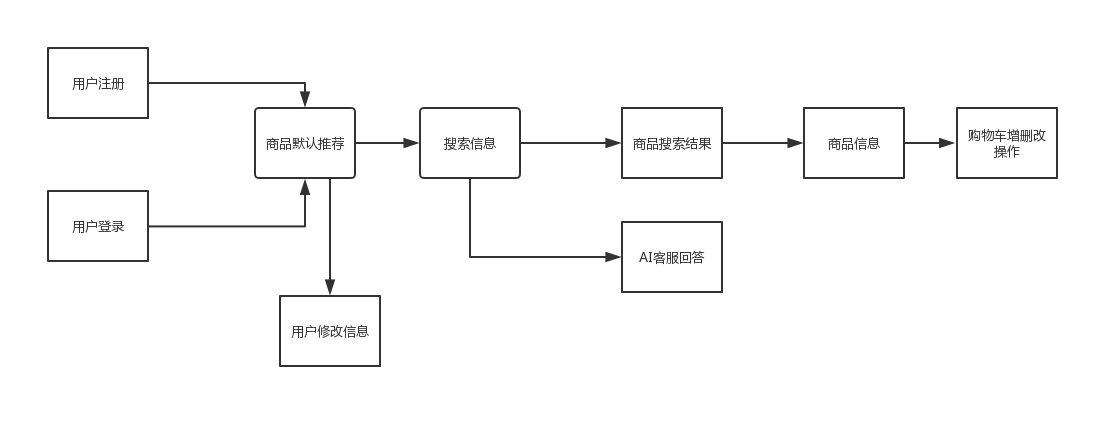 用户注册
商品默认推荐
搜索信息
商品搜索结果
商品信息
购物车增删改
操作
用户登录
AI客服回答
用户修改信息